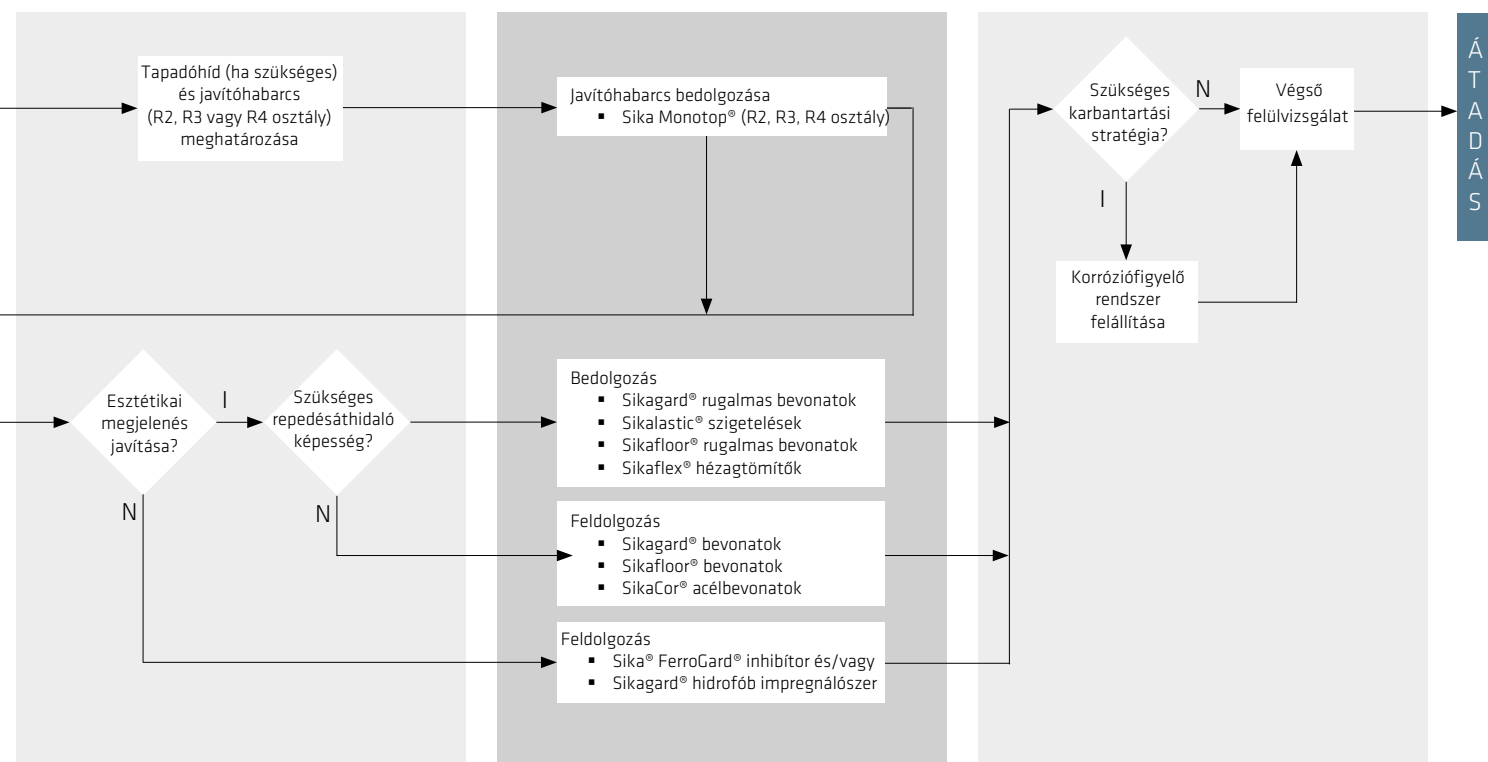 Tapadóhíd (ha szükséges)
és javítóhabarcs
(R2, R3 vagy R4 osztály)
meghatározása
Javítóhabarcs bedolgozása
▪ Sika Monotop® (R2, R3, R4 osztály)
Szükséges
karbantartási
stratégia?
N
I
Végső
felülvizsgálat
Korróziófigyelő
rendszer
felállítása
Á
T
A
D
Á
S
Esztétikai
megjelenés
javítása?
I
N
Szükséges
repedésáthidaló
képesség?
N
Bedolgozás
▪ Sikagard® rugalmas bevonatok
▪ Sikalastic® szigetelések
▪ Sikafloor® rugalmas bevonatok
▪ Sikaflex® hézagtömítők
Feldolgozás
▪ Sikagard® bevonatok
▪ Sikafloor® bevonatok
▪ SikaCor® acélbevonatok
Feldolgozás
▪ Sika® FerroGard® inhibítor és/vagy
▪ Sikagard® hidrofób impregnálószer